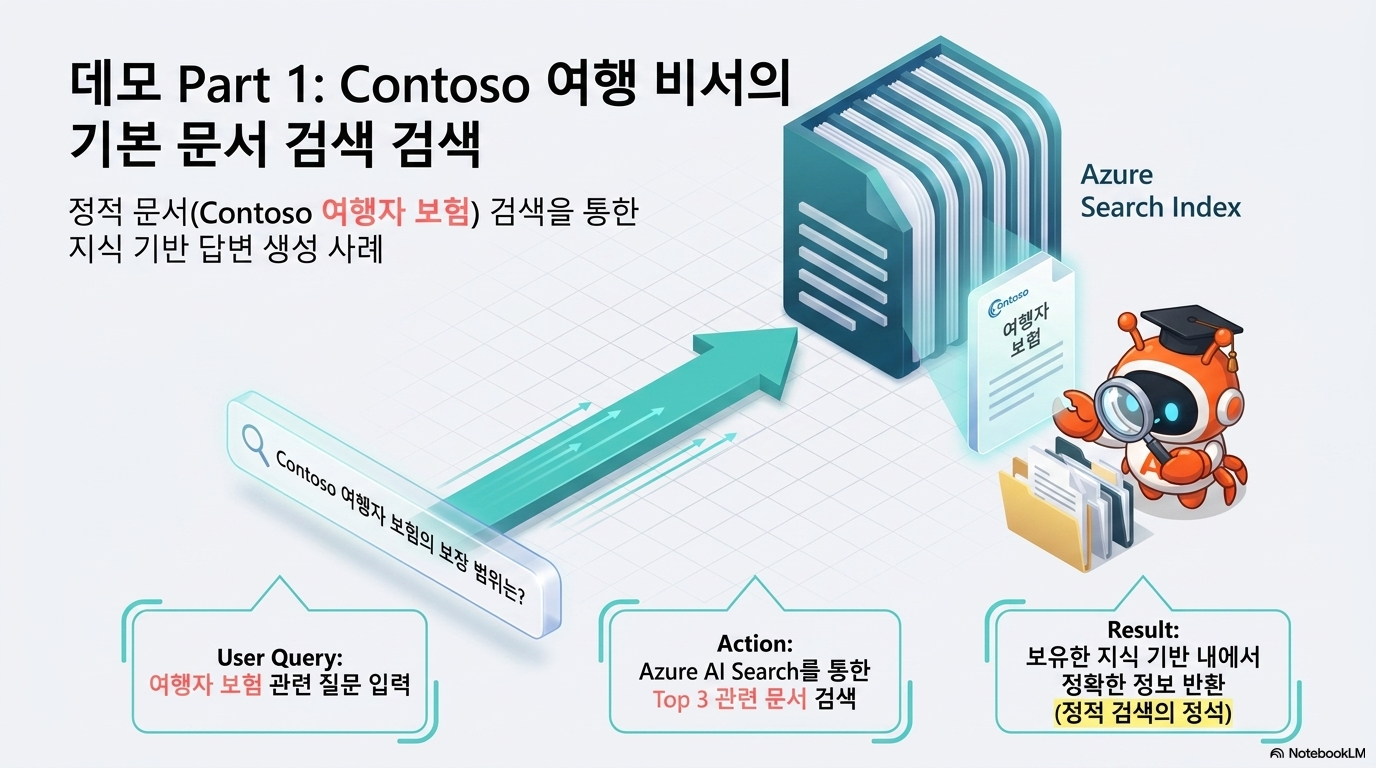 데모 Part 1: Contoso 여행 비서의
기본 문서 검색 검색
정적 문서(Contoso 여행자 보험) 검색을 통한
지식 기반 답변 생성 사례
Azure
Search Index
Contoso
여행자
보험
A
Contoso 여행자 보험의 보장 범위는?
User Query:
여행자 보험 관련 질문 입력
Action:
Azure AI Search를 통한
Top 3 관련 문서 검색
Result:
보유한 지식 기반 내에서
정확한 정보 반환
(정적 검색의 정석)
NotebookLM